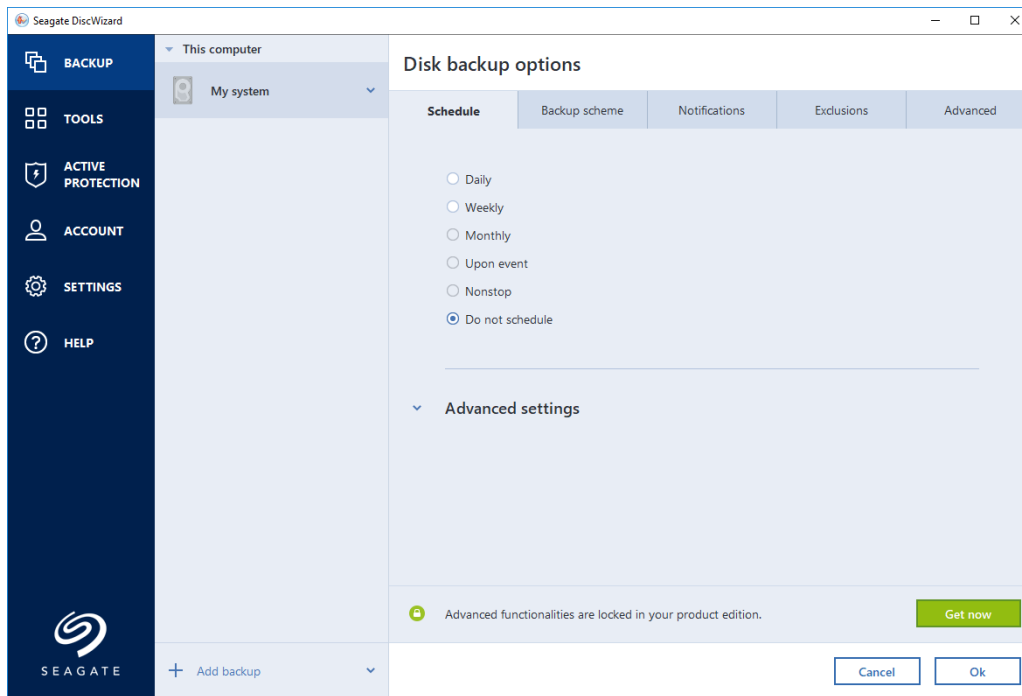 Seagate DiscWizard
BACKUP
TOOLS
ACTIVE
PROTECTION
ACCOUNT
SETTINGS
HELP
SEAGATE
This computer
My system
Add backup
Disk backup options
Schedule
Backup scheme
Notifications
Exclusions
Advanced
Daily
Weekly
Monthly
Upon event
Nonstop
Do not schedule
Advanced settings
Advanced functionalities are locked in your product edition.
Get now
Cancel
Ok